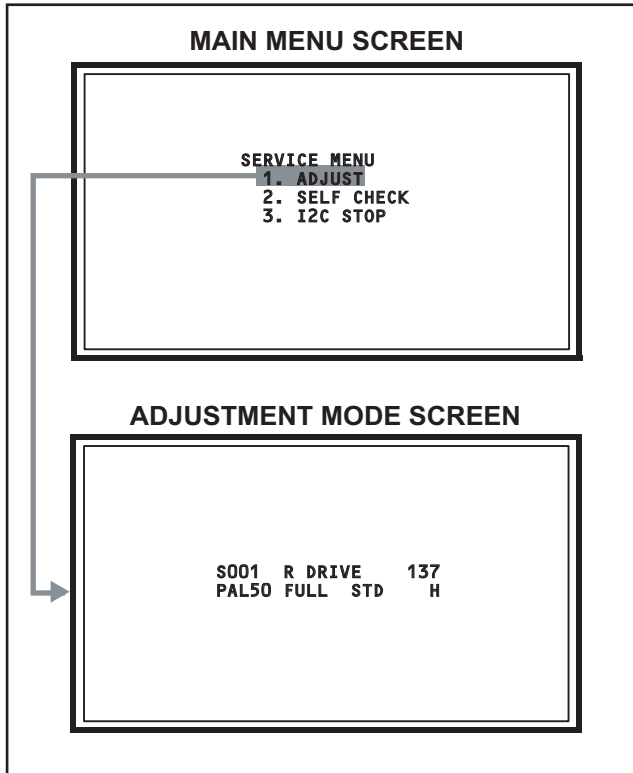 MAIN MENU SCREEN
SERVICE MENU
1. ADJUST
2. SELF CHECK
3. I2C STOP
ADJUSTMENT MODE SCREEN
S001 R DRIVE 137
PAL50 FULL STD H